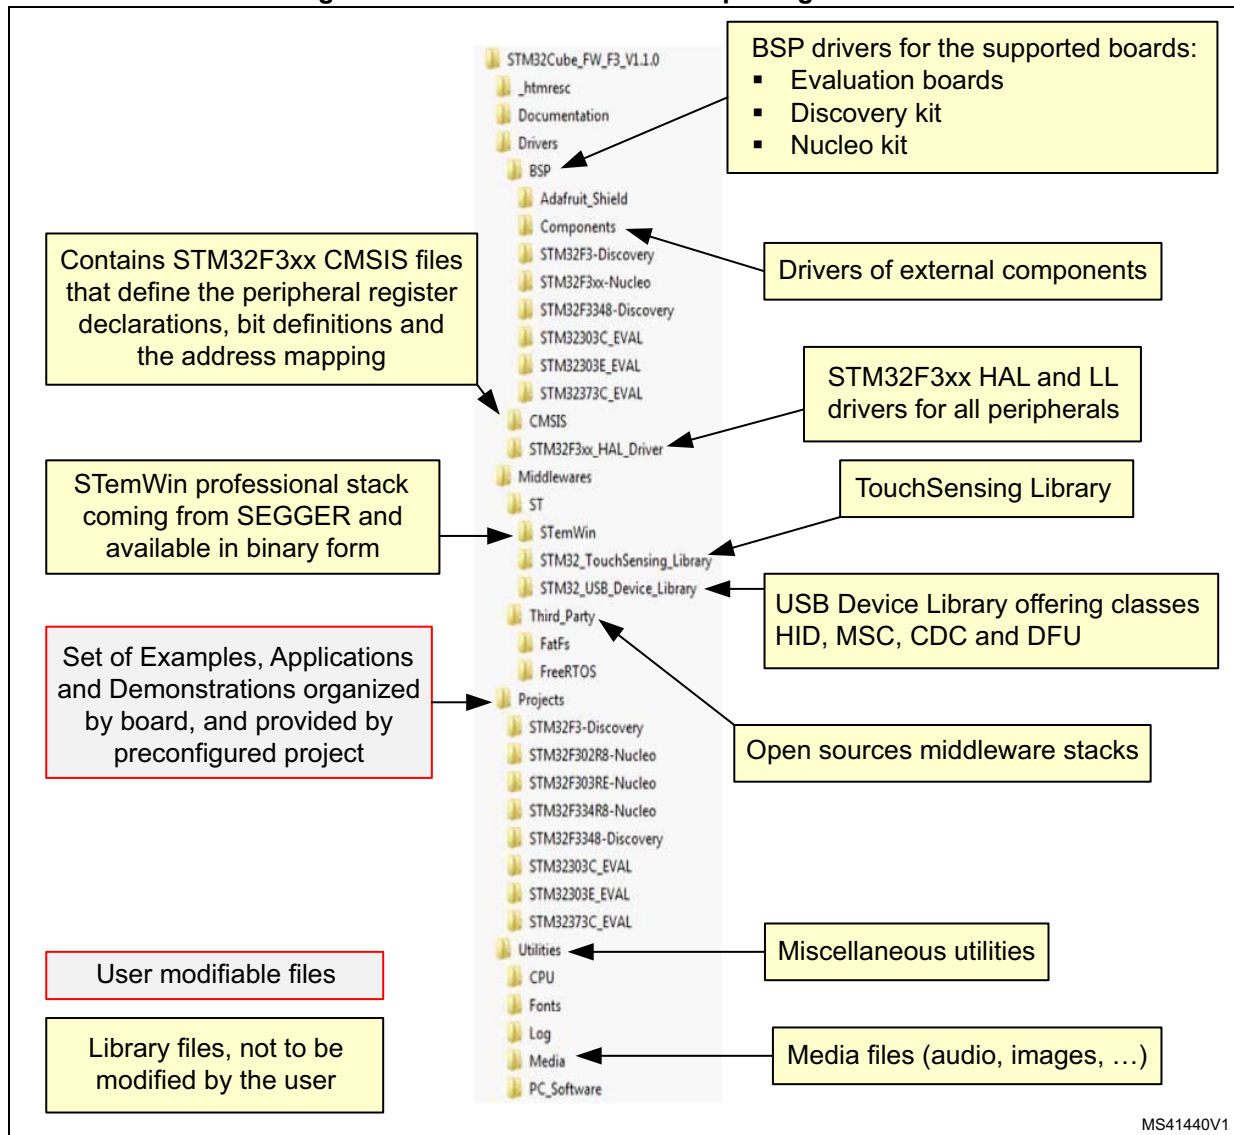 STM32Cube_FW_F3_V1.1.0
_htmresc
Documentation
Drivers
BSP
Adafruit_Shield
Components
STM32F3-Discovery
STM32F3xx-Nucleo
STM32F3348-Discovery
STM32303C_EVAL
STM32303E_EVAL
STM32373C_EVAL
CMSIS
STM32F3xx_HAL_Driver
Middlewares
ST
STemWin
STM32_TouchSensing_Library
STM32_USB_Device_Library
Third_Party
FatFs
FreeRTOS
Projects
STM32F3-Discovery
STM32F302R8-Nucleo
STM32F303RE-Nucleo
STM32F334R8-Nucleo
STM32F3348-Discovery
STM32303C_EVAL
STM32303E_EVAL
STM32373C_EVAL
Utilities
CPU
Fonts
Log
Media
PC_Software
BSP drivers for the supported boards:
▪ Evaluation boards
▪ Discovery kit
▪ Nucleo kit
Drivers of external components
Contains STM32F3xx CMSIS files
that define the peripheral register
declarations, bit definitions and
the address mapping
STM32F3xx HAL and LL
drivers for all peripherals
STemWin professional stack
coming from SEGGER and
available in binary form
TouchSensing Library
USB Device Library offering classes
HID, MSC, CDC and DFU
Set of Examples, Applications
and Demonstrations organized
by board, and provided by
preconfigured project
Open sources middleware stacks
Miscellaneous utilities
User modifiable files
Library files, not to be
modified by the user
Media files (audio, images, …)
MS41440V1